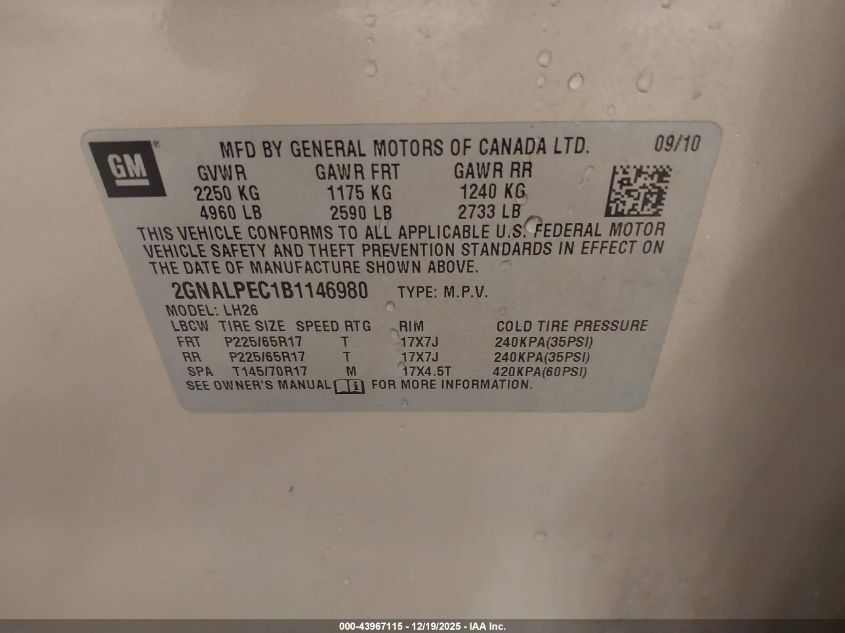 GM ® MFD BY GENERAL MOTORS OF CANADA LTD. 09/10
GVWR GAWR FRT GAWR RR
2250 KG 1175 KG 1240 KG
4960 LB 2590 LB 2733 LB
THIS VEHICLE CONFORMS TO ALL APPLICABLE U.S. FEDERAL MOTOR
VEHICLE SAFETY AND THEFT PREVENTION STANDARDS IN EFFECT ON
THE DATE OF MANUFACTURE SHOWN ABOVE.
2GNALPEC1B1146980 TYPE: M.P.V.
MODEL: LH26
LBCW TIRE SIZE SPEED RTG RIM COLD TIRE PRESSURE
FRT P225/65R17 T 17X7J 240KPA(35PSI)
RR P225/65R17 T 17X7J 240KPA(35PSI)
SPA T145/70R17 M 17X4.5T 420KPA(60PSI)
SEE OWNER'S MANUAL FOR MORE INFORMATION.
000-43967115 - 12/19/2025 - IAA Inc.